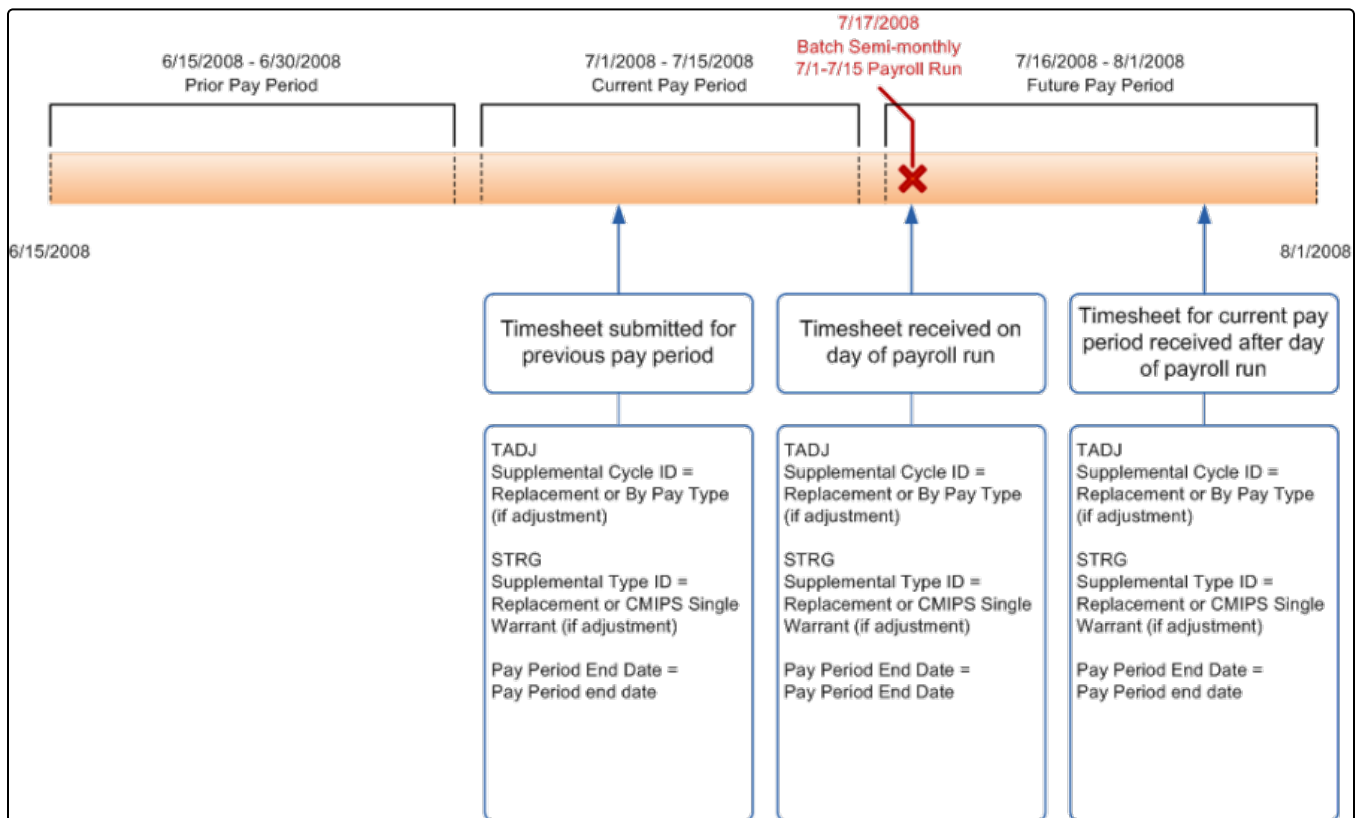 7/17/2008
Batch Semi-monthly
7/1-7/15 Payroll Run
6/15/2008 - 6/30/2008
Prior Pay Period
7/1/2008 - 7/15/2008
Current Pay Period
7/16/2008 - 8/1/2008
Future Pay Period
6/15/2008
8/1/2008
Timesheet submitted for
previous pay period
Timesheet received on
day of payroll run
Timesheet for current pay
period received after day
of payroll run
TADJ
Supplemental Cycle ID =
Replacement or By Pay Type
(if adjustment)
STRG
Supplemental Type ID =
Replacement or CMIPS Single
Warrant (if adjustment)
Pay Period End Date =
Pay Period end date
TADJ
Supplemental Cycle ID =
Replacement or By Pay Type
(if adjustment)
STRG
Supplemental Type ID =
Replacement or CMIPS Single
Warrant (if adjustment)
Pay Period End Date =
Pay Period End Date
TADJ
Supplemental Cycle ID =
Replacement or By Pay Type
(if adjustment)
STRG
Supplemental Type ID =
Replacement or CMIPS Single
Warrant (if adjustment)
Pay Period End Date =
Pay Period end date